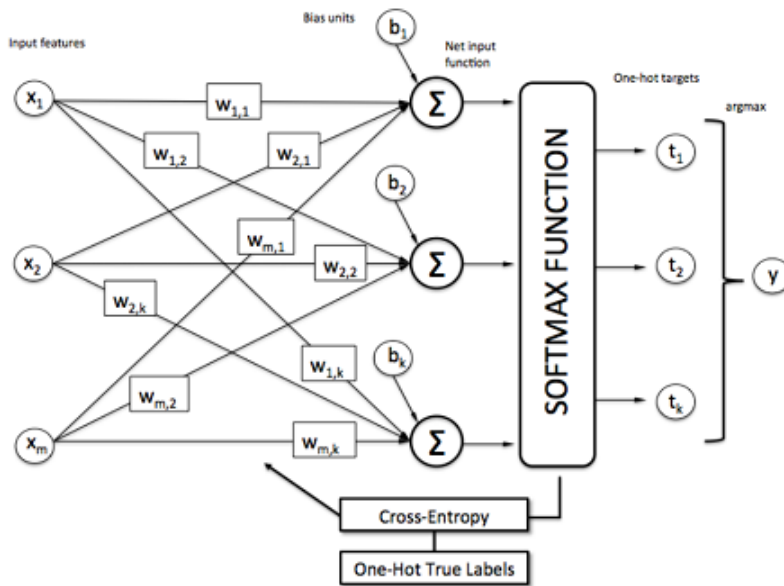 Bias units
b1
Input features
Net input
function
One-hot targets
argmax
x1
w1,1
Σ
w1,2
w2,1
t1
b2
wm,1
x2
w2,2
Σ
SOFTMAX FUNCTION
t2
y
w2,k
bk
w1,k
wm,2
tk
xm
wm,k
Σ
Cross-Entropy
One-Hot True Labels